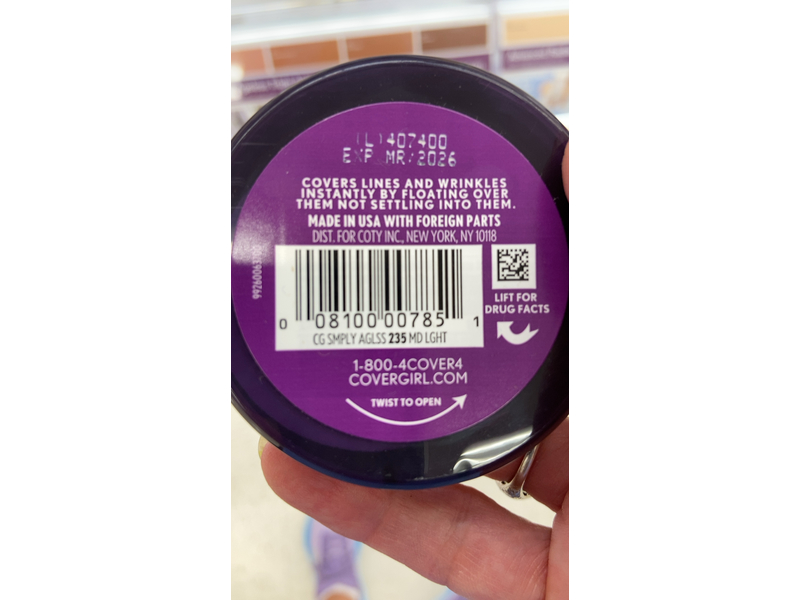 (L)407400
EXP MR/2026
COVERS LINES AND WRINKLES
INSTANTLY BY FLOATING OVER
THEM NOT SETTLING INTO THEM.
MADE IN USA WITH FOREIGN PARTS
DIST. FOR COTY INC., NEW YORK, NY 10118
0 08100 00785 1
CG SMPLY AGLSS 235 MD LGHT
LIFT FOR
DRUG FACTS
1-800-4COVER4
COVERGIRL.COM
TWIST TO OPEN